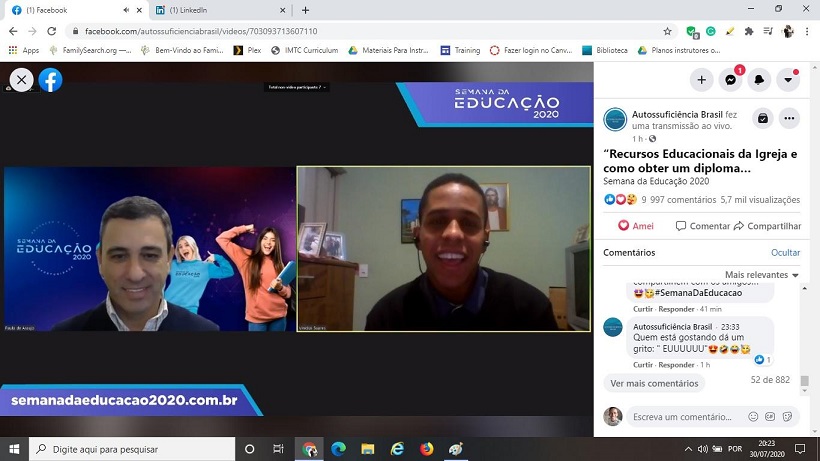 (1) Facebook
(1) LinkedIn
facebook.com/autossuficienciabrasil/videos/703093713607110
Apps
FamilySearch.org —...
Bem-Vindo ao Fami...
Plex
IMTC Curriculum
Materiais Para Instr...
Training
Fazer login no Canv...
Biblioteca
Planos instrutores o...
SEMANA DA
EDUCAÇÃO
2020
SEMANA DA
EDUCAÇÃO
2020
semanadaeducacao2020.com.br
1
Autossuficiência Brasil fez
uma transmissão ao vivo.
1 h ·
“Recursos Educacionais da Igreja e
como obter um diploma...
Semana da Educação 2020
9 997 comentários 5,7 mil visualizações
Amei
Comentar
Compartilhar
Comentários
Ocultar
Mais relevantes
#SemanaDaEducacao
Curtir · Responder · 41 min
Autossuficiência Brasil · 23:33
Quem está gostando dá um
grito: " EUUUUUU"🤩🤣😂🥳
1
Curtir · Responder · 1 h
Ver mais comentários
52 de 882
Escreva um comentário...
Digite aqui para pesquisar
POR
20:23
30/07/2020